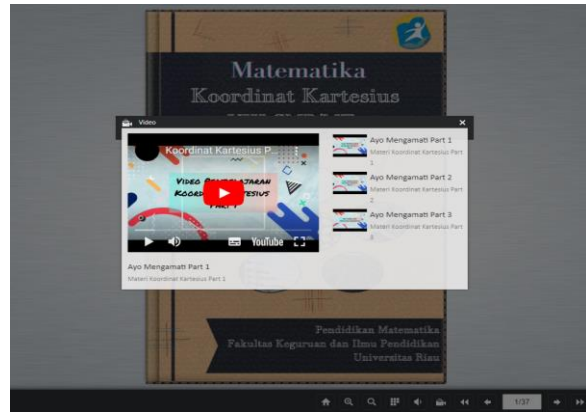 Matematika
Koordinat Kartesius
Video
Koordinat Kartesius P...
VIDEO PEMBELAJARAN
KOORDINAT KARTESIUS
PART 1
YouTube
Ayo Mengamati Part 1
Materi Koordinat Kartesius Part 1
Ayo Mengamati Part 1
Materi Koordinat Kartesius Part
1
Ayo Mengamati Part 2
Materi Koordinat Kartesius Part
2
Ayo Mengamati Part 3
Materi Koordinat Kartesius Part
3
Pendidikan Matematika
Fakultas Keguruan dan Ilmu Pendidikan
Universitas Riau
1/37